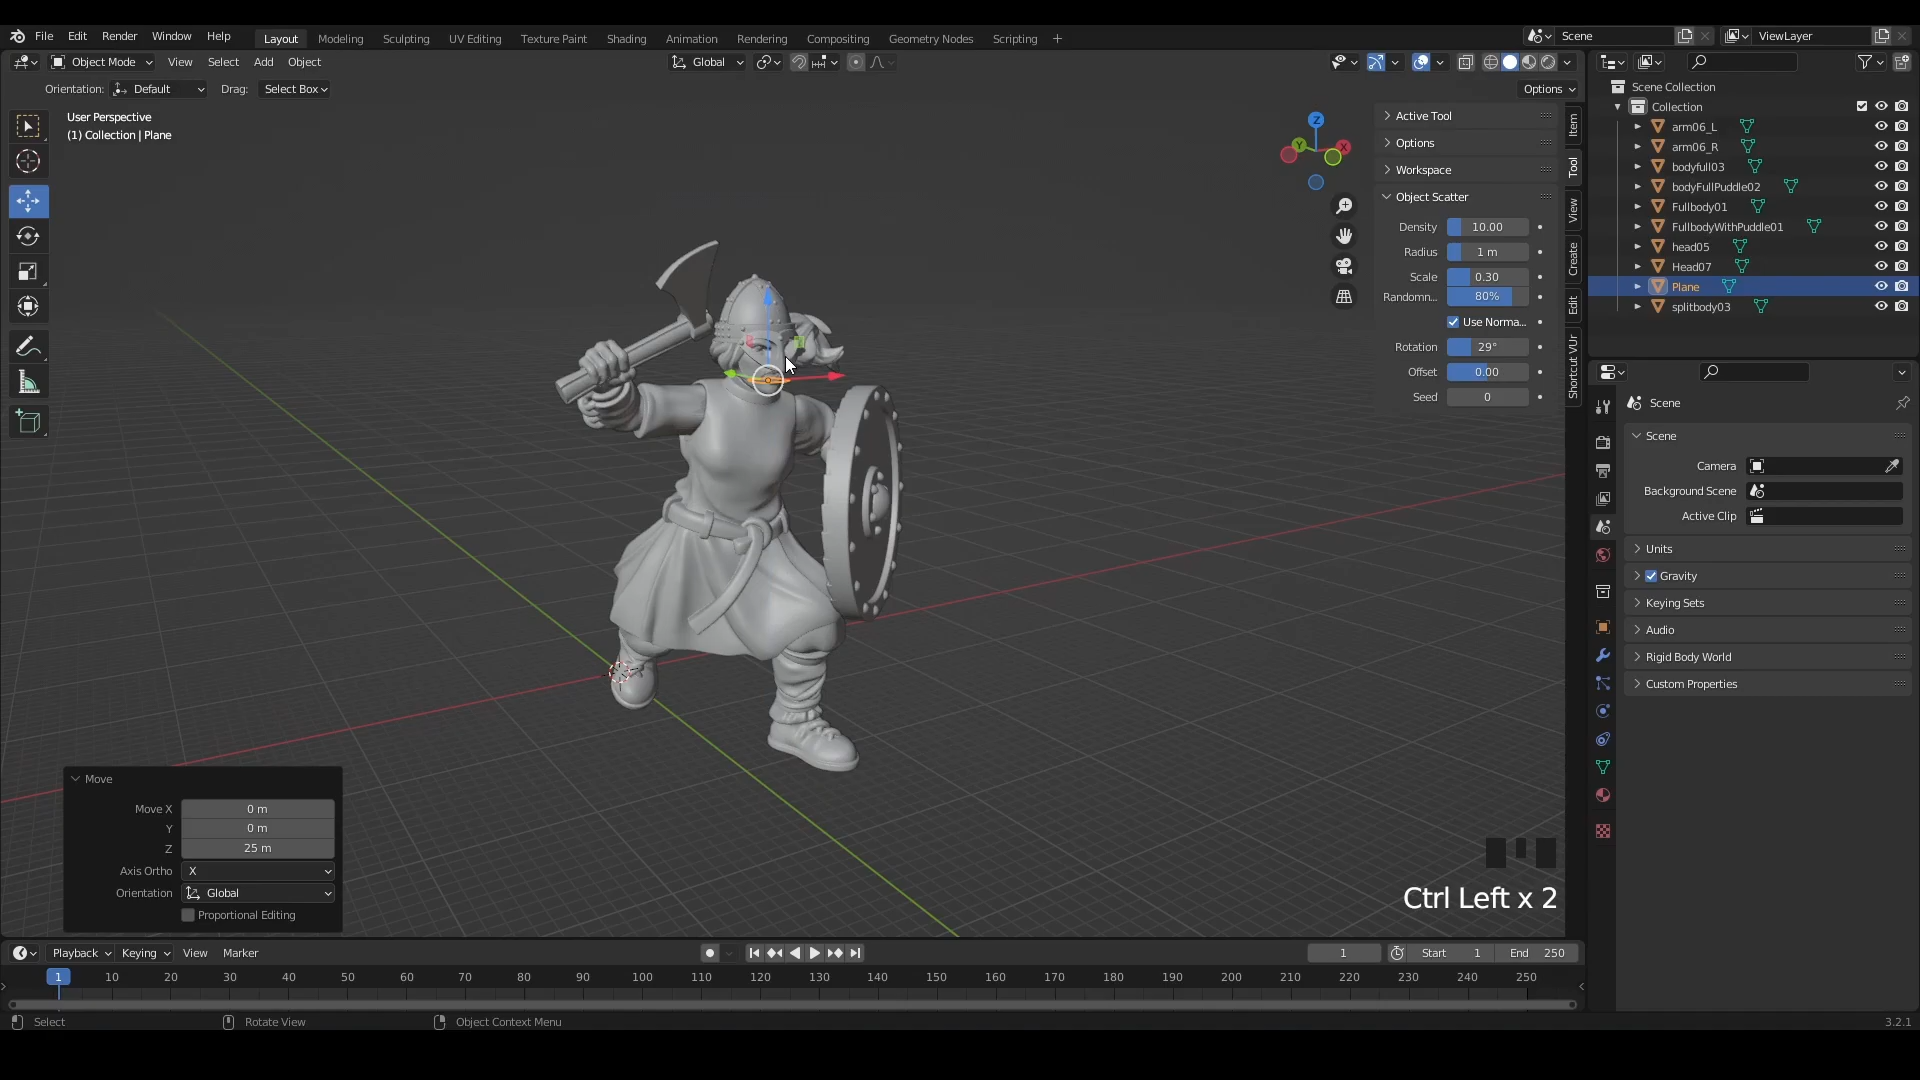 File Edit Render Window Help Layout Modeling Sculpting UV Editing Texture Paint Shading Animation Rendering Compositing Geometry Nodes Scripting + Scene ViewLayer
Object Mode View Select Add Object Global
Orientation: Default Drag: Select Box Options
User Perspective
(1) Collection | Plane
Z
Y
X
Active Tool
Options
Workspace
Object Scatter
Density 10.00
Radius 1 m
Scale 0.30
Randomn... 80%
Use Norma...
Rotation 29°
Offset 0.00
Seed 0
Item
Tool
View
Create
Edit
Shortcut VUr
Scene Collection
Collection
arm06_L
arm06_R
bodyfull03
bodyFullPuddle02
Fullbody01
FullbodyWithPuddle01
head05
Head07
Plane
splitbody03
Scene
Scene
Camera
Background Scene
Active Clip
Units
Gravity
Keying Sets
Audio
Rigid Body World
Custom Properties
Move
Move X 0 m
Y 0 m
Z 25 m
Axis Ortho X
Orientation Global
Proportional Editing
Ctrl Left x 2
Playback Keying View Marker 1 Start 1 End 250
1 10 20 30 40 50 60 70 80 90 100 110 120 130 140 150 160 170 180 190 200 210 220 230 240 250
Select Rotate View Object Context Menu 3.2.1